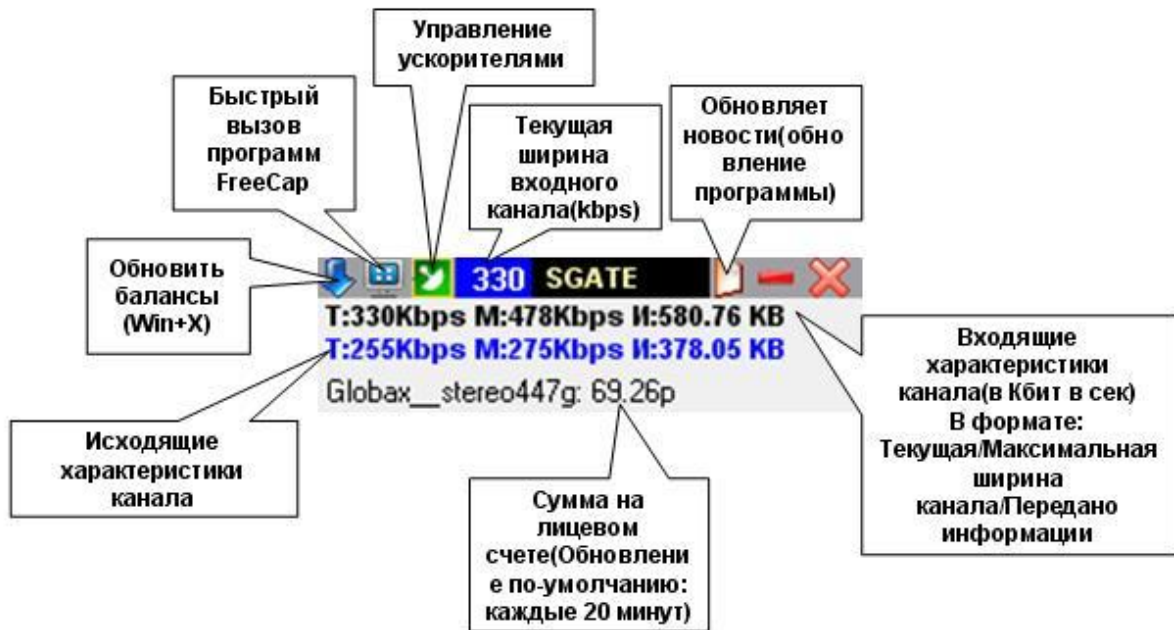 Управление
ускорителями
Быстрый
вызов
программ
FreeCap
Текущая
ширина
входного
канала(kbps)
Обновляет
новости(обно
вление
программы)
Обновить
балансы
(Win+X)
330 SGATE
T:330Kbps М:478Kbps И:580.76 KB
T:255Kbps М:275Kbps И:378.05 KB
Globax__stereo447g: 69.26р
Входящие
характеристики
канала(в Кбит в сек)
В формате:
Текущая/Максимальная
ширина
канала/Передано
информации
Исходящие
характеристики
канала
Сумма на
лицевом
счете(Обновлени
е по-умолчанию:
каждые 20 минут)